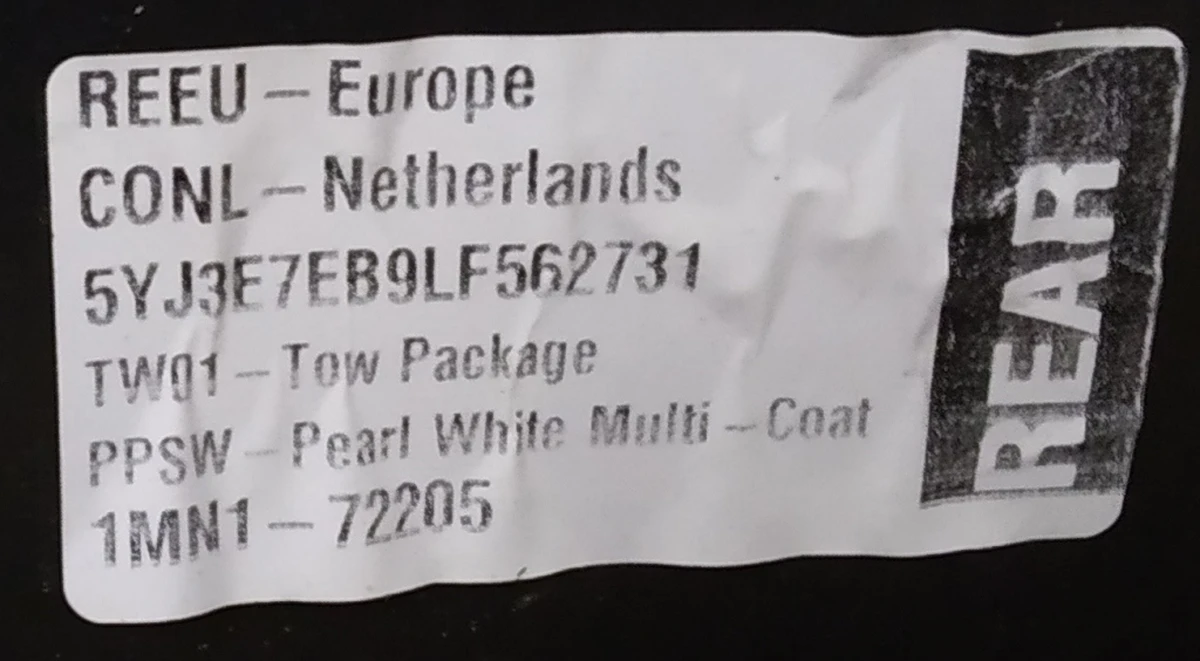 REEU - Europe
CONL - Netherlands
5YJ3E7EB9LF562731
TW01 - Tow Package
PPSW - Pearl White Multi - Coat
1MN1 - 72205
REAR